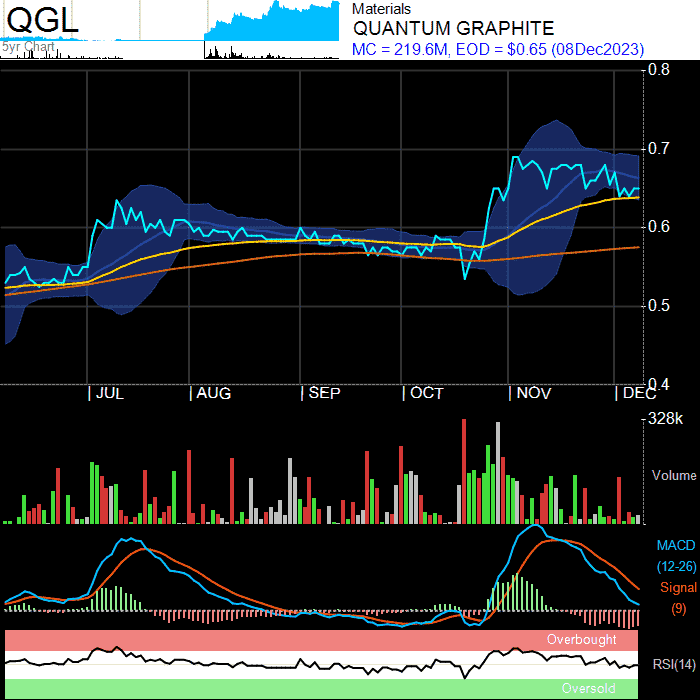 QGL
5yr Chart
Materials
QUANTUM GRAPHITE
MC = 219.6M, EOD = $0.65 (08Dec2023)
0.8
0.7
0.6
0.5
0.4
| JUL | AUG | SEP | OCT | NOV | DEC
328k
Volume
MACD
(12-26)
Signal
(9)
Overbought
RSI(14)
Oversold